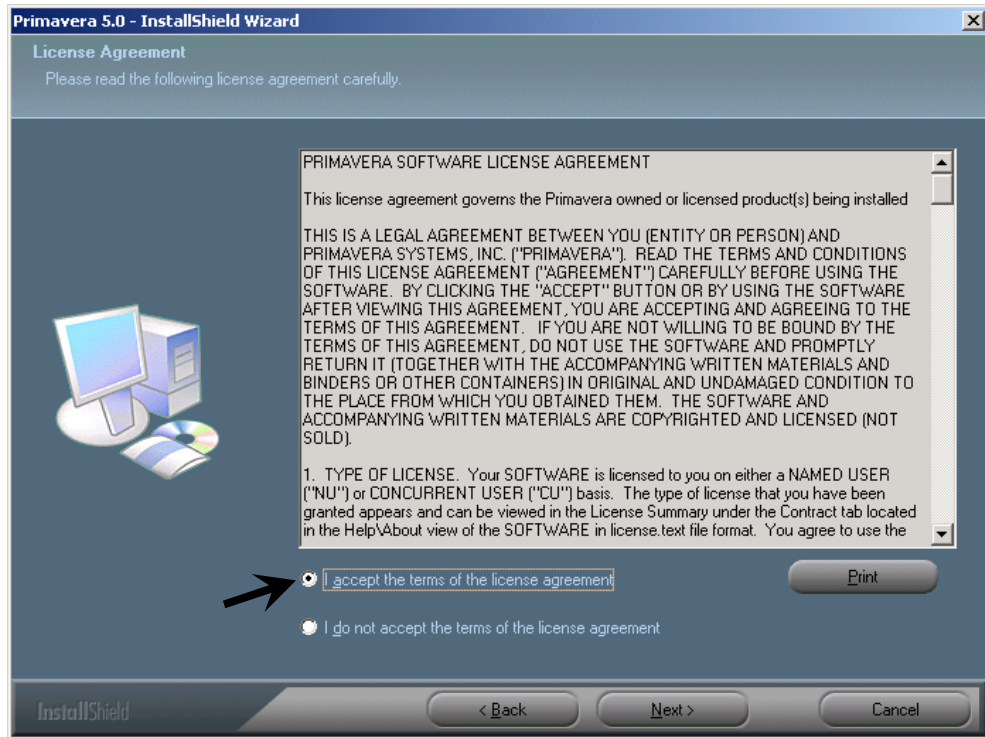 Primavera 5.0 - InstallShield Wizard
License Agreement
Please read the following license agreement carefully.
PRIMAVERA SOFTWARE LICENSE AGREEMENT
This license agreement governs the Primavera owned or licensed product(s) being installed
THIS IS A LEGAL AGREEMENT BETWEEN YOU (ENTITY OR PERSON) AND
PRIMAVERA SYSTEMS, INC. ("PRIMAVERA").  READ THE TERMS AND CONDITIONS
OF THIS LICENSE AGREEMENT ("AGREEMENT") CAREFULLY BEFORE USING THE
SOFTWARE.  BY CLICKING THE "ACCEPT" BUTTON OR BY USING THE SOFTWARE
AFTER VIEWING THIS AGREEMENT, YOU ARE ACCEPTING AND AGREEING TO THE
TERMS OF THIS AGREEMENT.   IF YOU ARE NOT WILLING TO BE BOUND BY THE
TERMS OF THIS AGREEMENT, DO NOT USE THE SOFTWARE AND PROMPTLY
RETURN IT (TOGETHER WITH THE ACCOMPANYING WRITTEN MATERIALS AND
BINDERS OR OTHER CONTAINERS) IN ORIGINAL AND UNDAMAGED CONDITION TO
THE PLACE FROM WHICH YOU OBTAINED THEM.  THE SOFTWARE AND
ACCOMPANYING WRITTEN MATERIALS ARE COPYRIGHTED AND LICENSED (NOT
SOLD).
1.  TYPE OF LICENSE.  Your SOFTWARE is licensed to you on either a NAMED USER
("NU") or CONCURRENT USER ("CU") basis.  The type of license that you have been
granted appears and can be viewed in the License Summary under the Contract tab located
in the Help\About view of the SOFTWARE in license.text file format.  You agree to use the
I accept the terms of the license agreement
Print
I do not accept the terms of the license agreement
InstallShield
< Back
Next >
Cancel